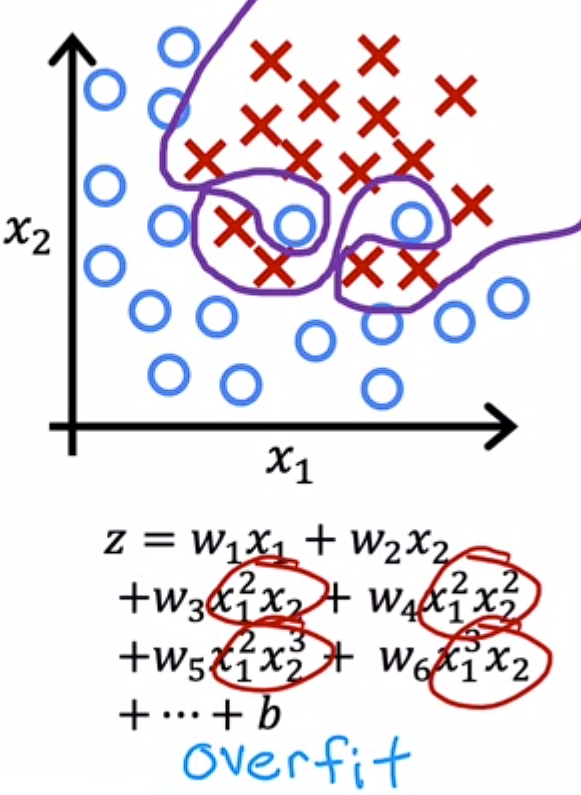 x₂
x₁
z = w₁x₁ + w₂x₂
+w₃x₁²x₂ + w₄x₁²x₂²
+w₅x₁²x₂³ + w₆x₁³x₂
+ ⋯ + b
overfit